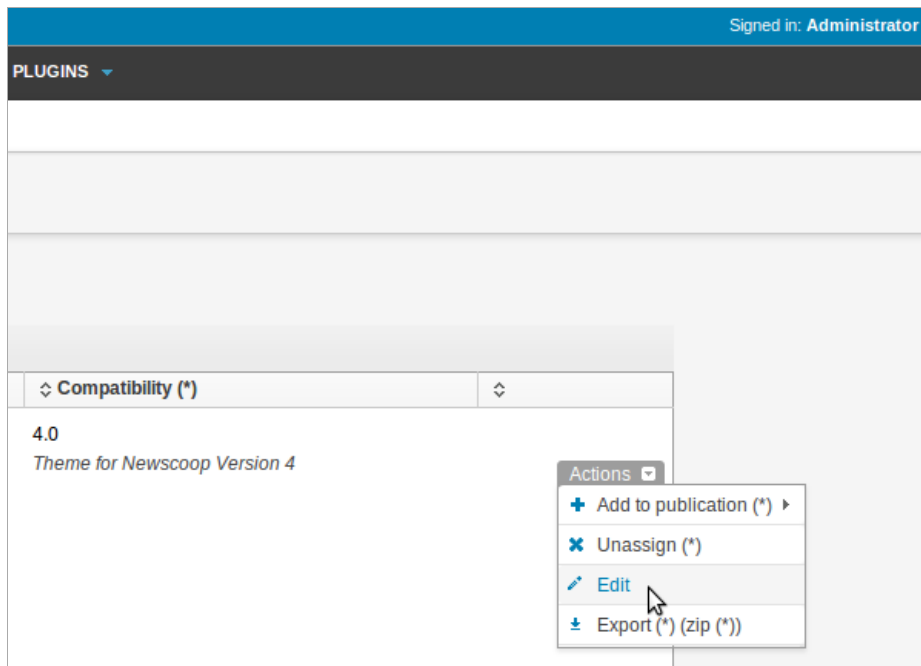 Signed in: Administrator
PLUGINS
Compatibility (*)
4.0
Theme for Newscoop Version 4
Actions
Add to publication (*)
Unassign (*)
Edit
Export (*) (zip (*))